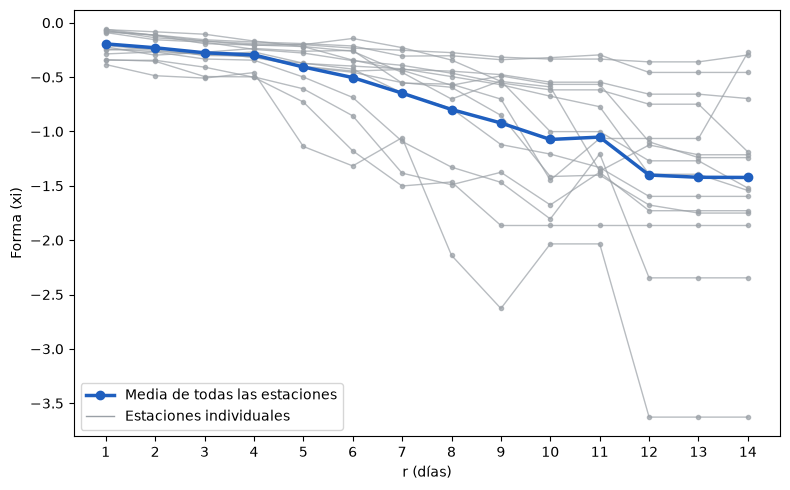 0.0
−0.5
−1.0
−1.5
−2.0
−2.5
−3.0
−3.5
Forma (xi)
Media de todas las estaciones
Estaciones individuales
1 2 3 4 5 6 7 8 9 10 11 12 13 14
r (días)